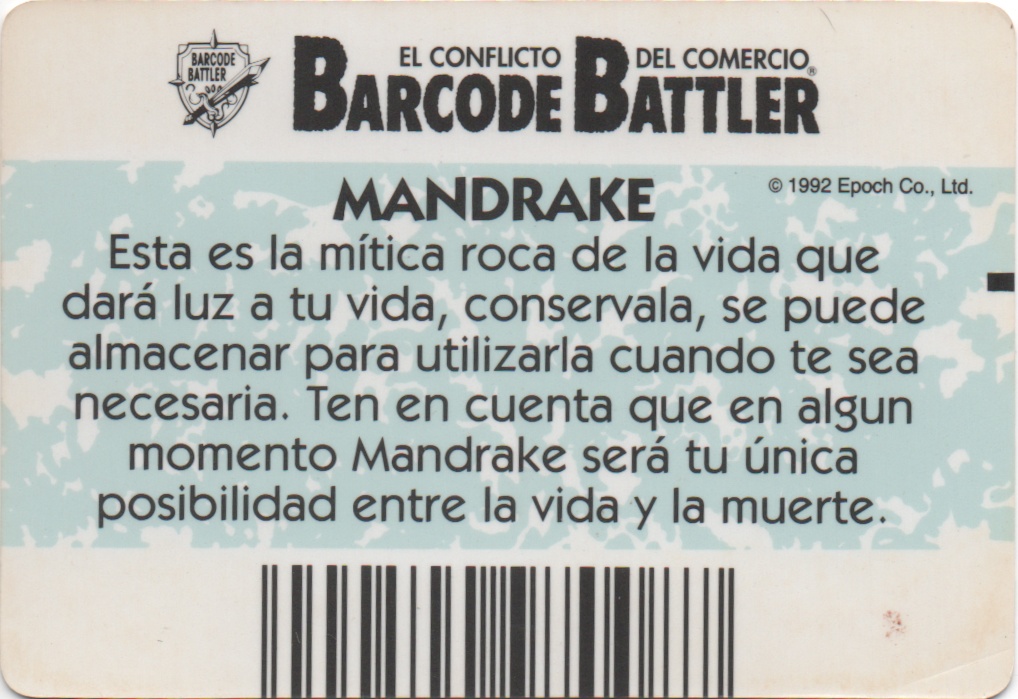 BARCODE
BATTLER
EL CONFLICTO DEL COMERCIO
BARCODE BATTLER®
MANDRAKE
© 1992 Epoch Co., Ltd.
Esta es la mítica roca de la vida que
dará luz a tu vida, conservala, se puede
almacenar para utilizarla cuando te sea
necesaria. Ten en cuenta que en algun
momento Mandrake será tu única
posibilidad entre la vida y la muerte.